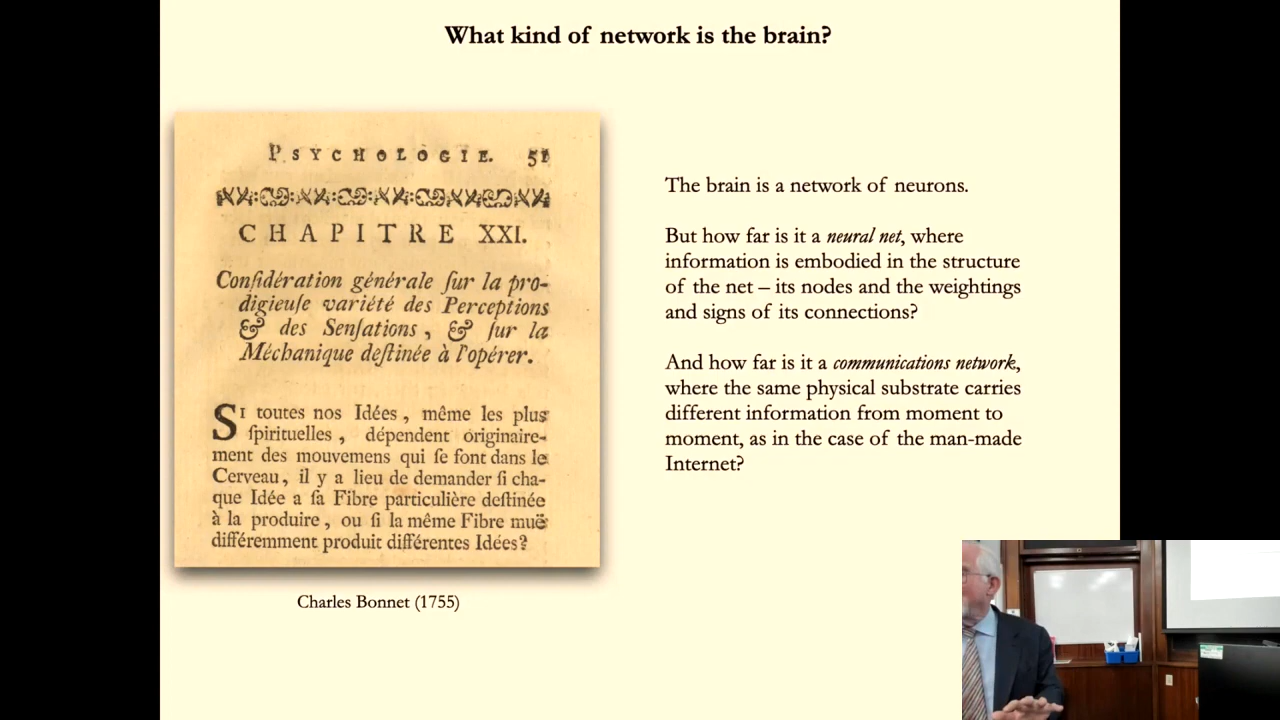 What kind of network is the brain?
PSYCHOLOGIE. 51
CHAPITRE XXI.
Conſidération générale ſur la pro-
digieuſe variété des Perceptions
& des Senſations, & ſur la
Méchanique deſtinée à l'opérer.
SI toutes nos Idées, même les plus
ſpirituelles, dépendent originaire-
ment des mouvemens qui ſe font dans le
Cerveau, il y a lieu de demander ſi cha-
que Idée a ſa Fibre particulière deſtinée
à la produire, ou ſi la même Fibre muë
différemment produit différentes Idées?
Charles Bonnet (1755)
The brain is a network of neurons.
But how far is it a neural net, where
information is embodied in the structure
of the net – its nodes and the weightings
and signs of its connections?
And how far is it a communications network,
where the same physical substrate carries
different information from moment to
moment, as in the case of the man-made
Internet?